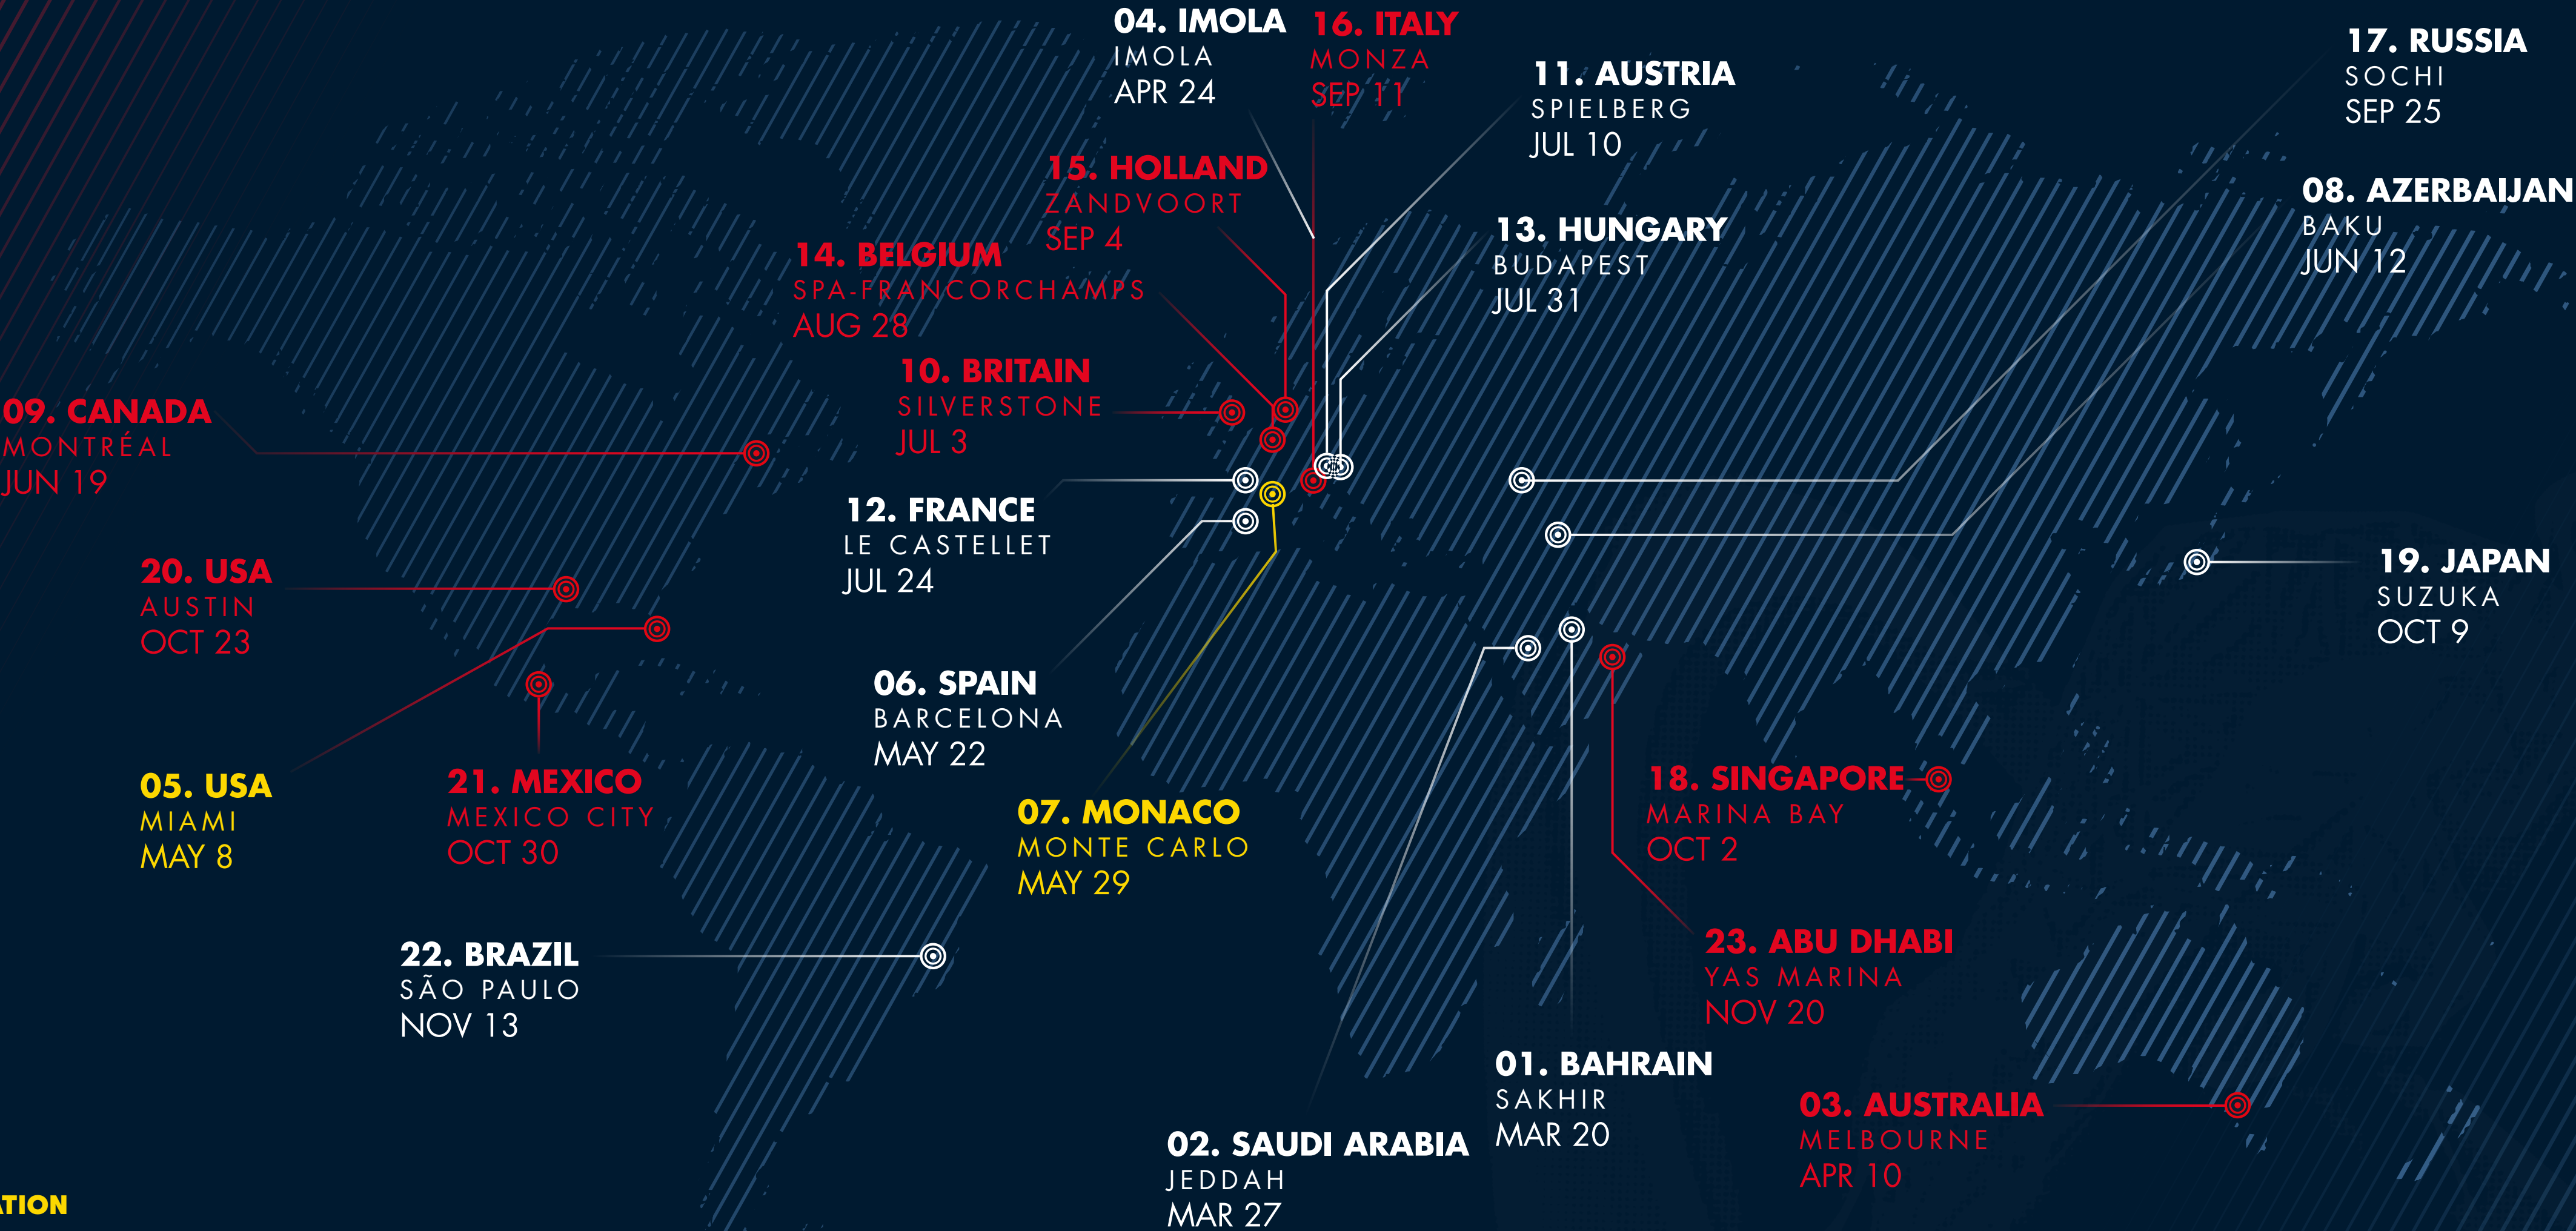 04. IMOLA
IMOLA
APR 24
16. ITALY
MONZA
SEP 11
11. AUSTRIA
SPIELBERG
JUL 10
17. RUSSIA
SOCHI
SEP 25
15. HOLLAND
ZANDVOORT
SEP 4
08. AZERBAIJAN
BAKU
JUN 12
13. HUNGARY
BUDAPEST
JUL 31
14. BELGIUM
SPA-FRANCORCHAMPS
AUG 28
10. BRITAIN
SILVERSTONE
JUL 3
09. CANADA
MONTRÉAL
JUN 19
12. FRANCE
LE CASTELLET
JUL 24
20. USA
AUSTIN
OCT 23
19. JAPAN
SUZUKA
OCT 9
06. SPAIN
BARCELONA
MAY 22
05. USA
MIAMI
MAY 8
21. MEXICO
MEXICO CITY
OCT 30
07. MONACO
MONTE CARLO
MAY 29
18. SINGAPORE
MARINA BAY
OCT 2
22. BRAZIL
SÃO PAULO
NOV 13
23. ABU DHABI
YAS MARINA
NOV 20
01. BAHRAIN
SAKHIR
MAR 20
03. AUSTRALIA
MELBOURNE
APR 10
02. SAUDI ARABIA
JEDDAH
MAR 27